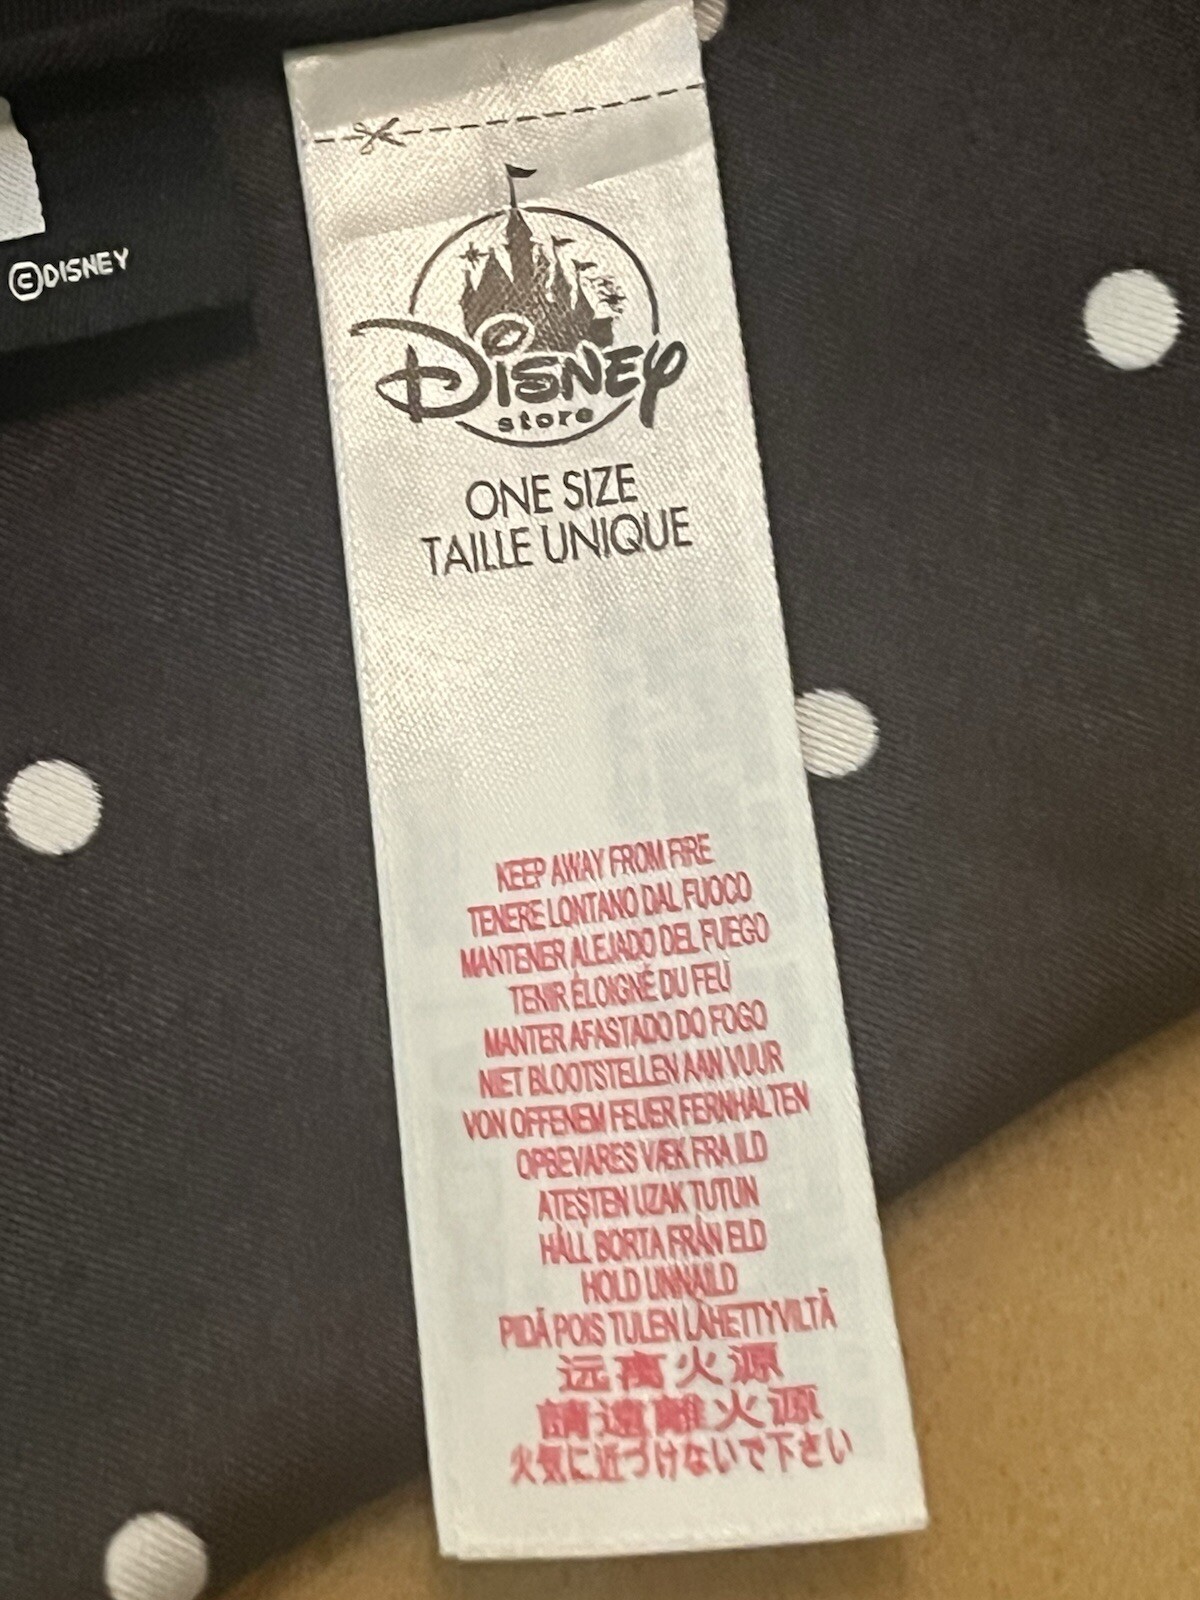 ©DISNEY
Disney
store
ONE SIZE
TAILLE UNIQUE
KEEP AWAY FROM FIRE
TENERE LONTANO DAL FUOCO
MANTENER ALEJADO DEL FUEGO
TENIR ÉLOIGNÉ DU FEU
MANTER AFASTADO DO FOGO
NIET BLOOTSTELLEN AAN VUUR
VON OFFENEM FEUER FERNHALTEN
OPBEVARES VÆK FRA ILD
ATEŞTEN UZAK TUTUN
HÅLL BORTA FRÅN ELD
HOLD UNNA ILD
PIDÄ POIS TULEN LÄHETTYVILTÄ
远离火源
請遠離火源
火気に近づけないで下さい